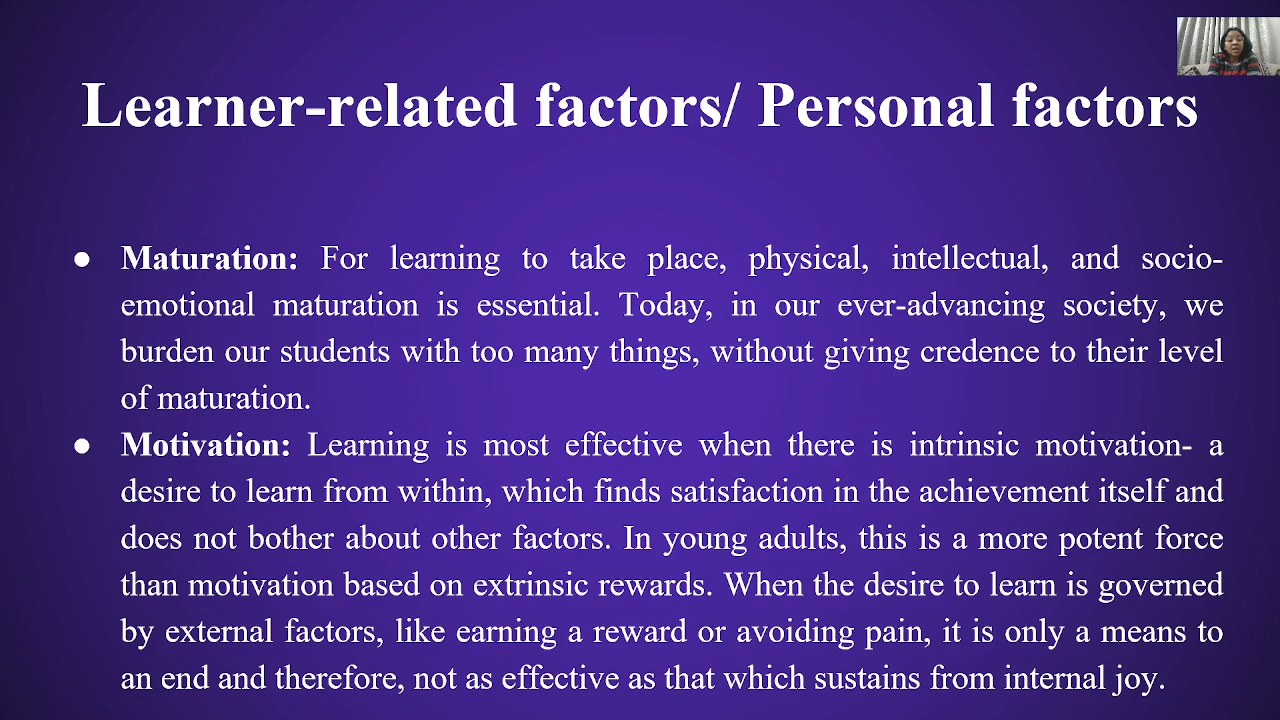 Learner-related factors/ Personal factors
● Maturation: For learning to take place, physical, intellectual, and socio-
emotional maturation is essential. Today, in our ever-advancing society, we
burden our students with too many things, without giving credence to their level
of maturation.
● Motivation: Learning is most effective when there is intrinsic motivation- a
desire to learn from within, which finds satisfaction in the achievement itself and
does not bother about other factors. In young adults, this is a more potent force
than motivation based on extrinsic rewards. When the desire to learn is governed
by external factors, like earning a reward or avoiding pain, it is only a means to
an end and therefore, not as effective as that which sustains from internal joy.